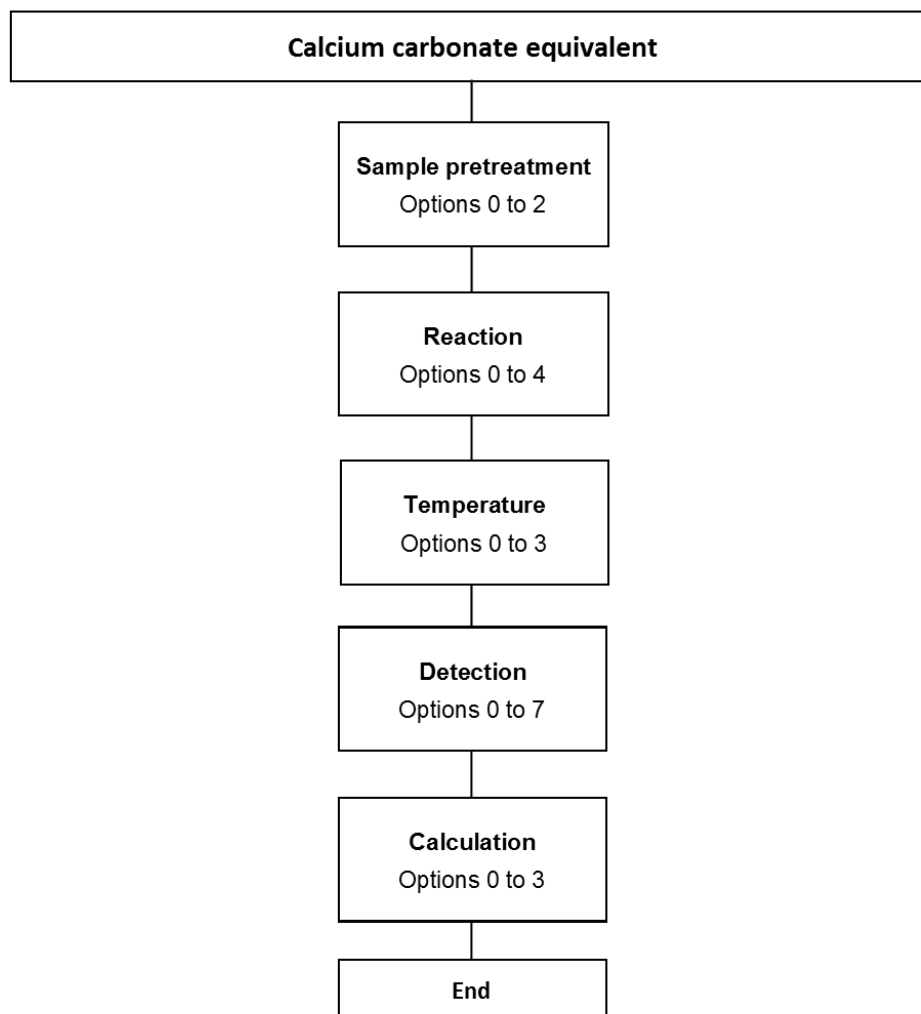 Calcium carbonate equivalent
Sample pretreatment
Options 0 to 2
Reaction
Options 0 to 4
Temperature
Options 0 to 3
Detection
Options 0 to 7
Calculation
Options 0 to 3
End